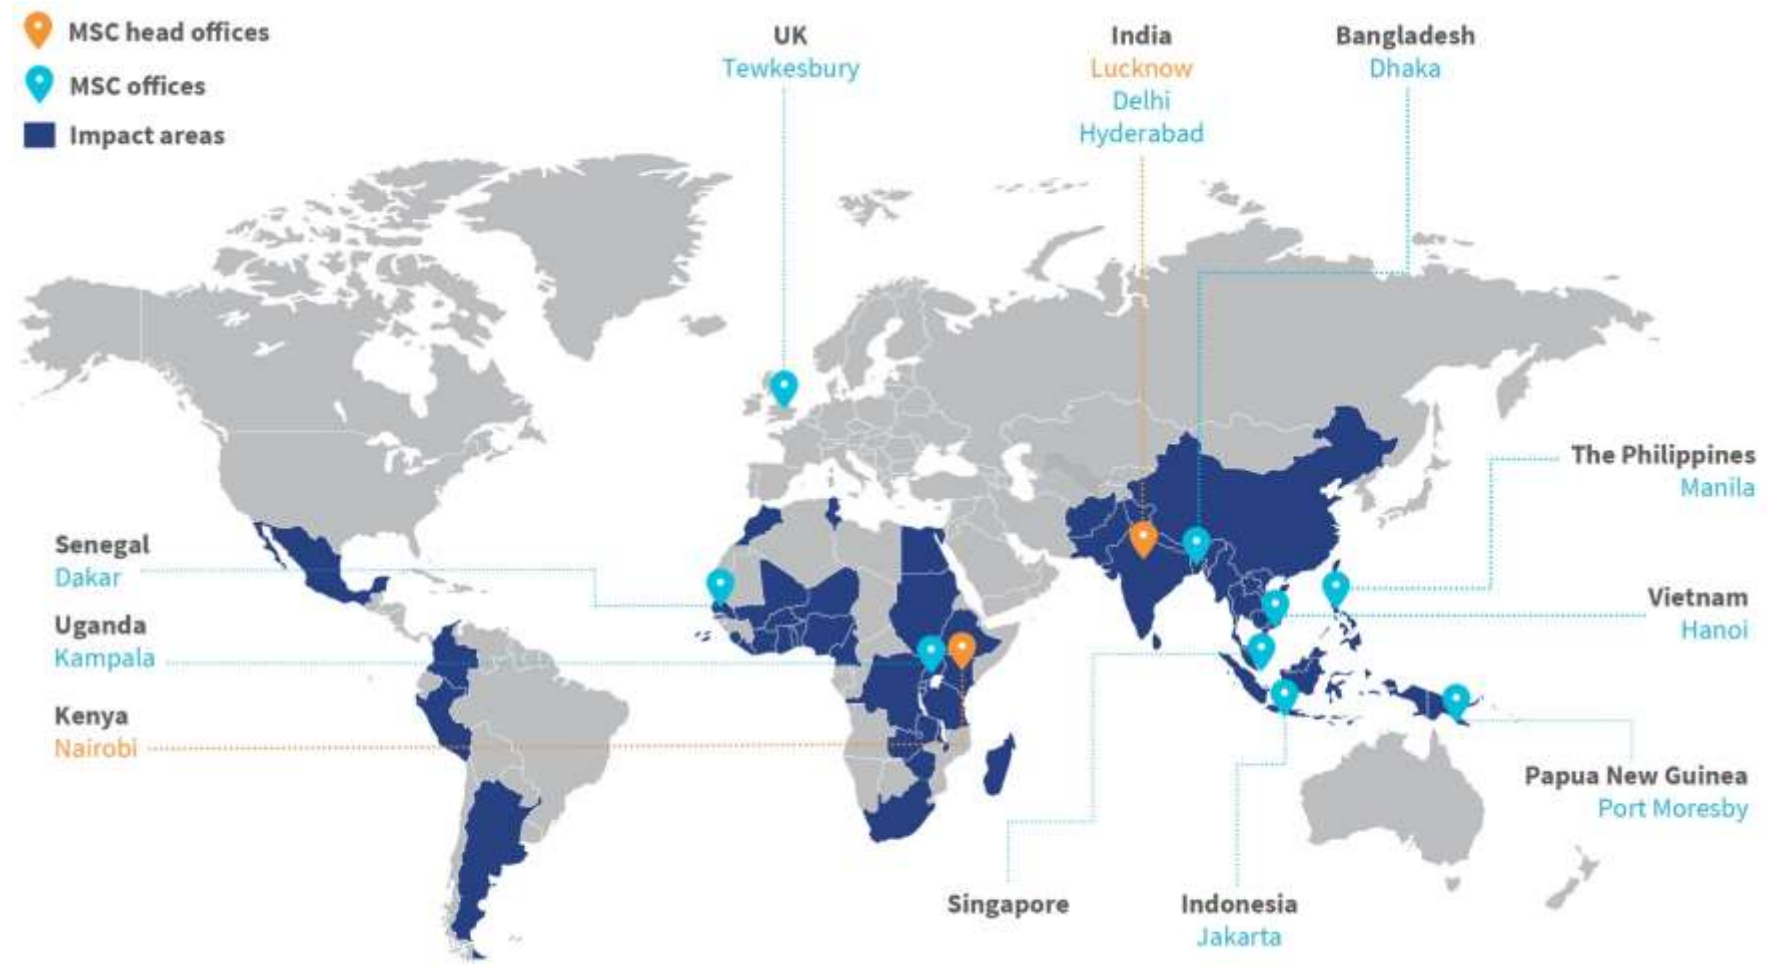 MSC head offices
MSC offices
Impact areas
UK
Tewkesbury
India
Lucknow
Delhi
Hyderabad
Bangladesh
Dhaka
The Philippines
Manila
Senegal
Dakar
Vietnam
Hanoi
Uganda
Kampala
Kenya
Nairobi
Papua New Guinea
Port Moresby
Singapore
Indonesia
Jakarta